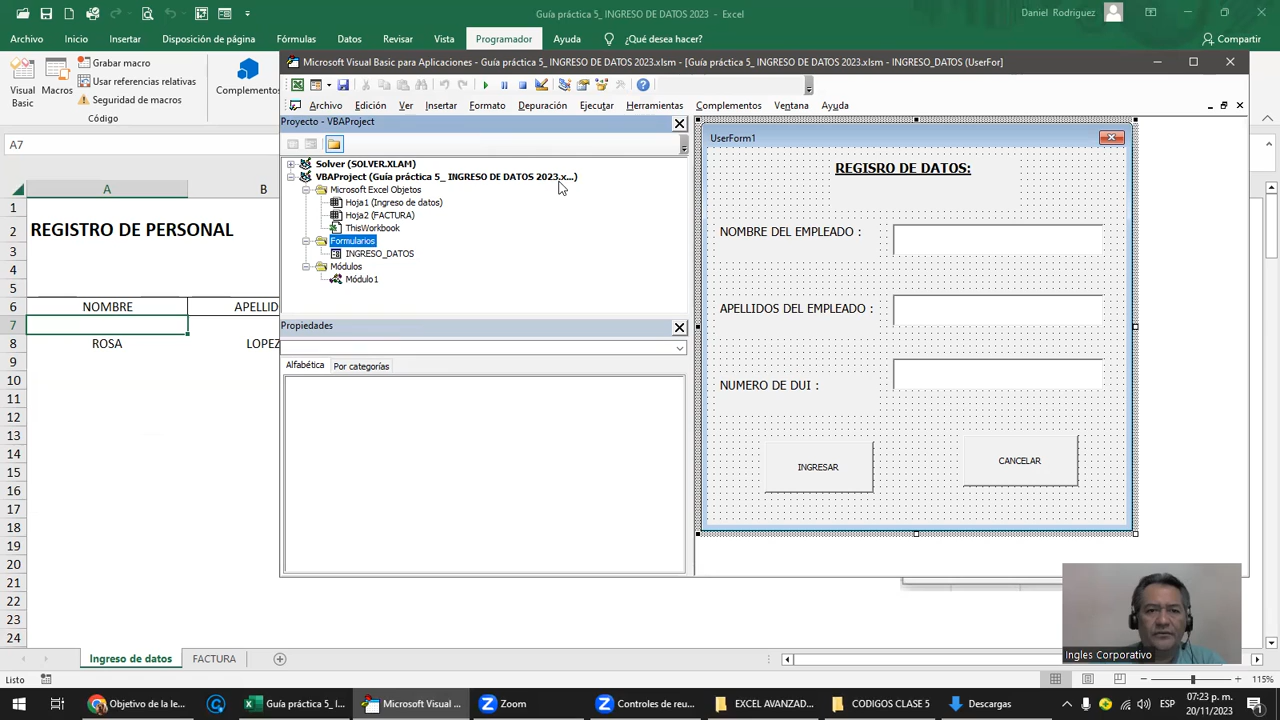 Guía práctica 5_ INGRESO DE DATOS 2023 - Excel
Daniel Rodriguez
Archivo Inicio Insertar Disposición de página Fórmulas Datos Revisar Vista Programador Ayuda ¿Qué desea hacer? Compartir
Visual Basic
Macros
Grabar macro
Usar referencias relativas
Seguridad de macros
Código
Complementos
A7
Microsoft Visual Basic para Aplicaciones - Guía práctica 5_ INGRESO DE DATOS 2023.xlsm - [Guía práctica 5_ INGRESO DE DATOS 2023.xlsm - INGRESO_DATOS (UserFor]
Archivo Edición Ver Insertar Formato Depuración Ejecutar Herramientas Complementos Ventana Ayuda
Proyecto - VBAProject
Solver (SOLVER.XLAM)
VBAProject (Guía práctica 5_ INGRESO DE DATOS 2023.x...)
Microsoft Excel Objetos
Hoja1 (Ingreso de datos)
Hoja2 (FACTURA)
ThisWorkbook
Formularios
INGRESO_DATOS
Módulos
Módulo1
Propiedades
Alfabética Por categorías
UserForm1
REGISRO DE DATOS:
NOMBRE DEL EMPLEADO :
APELLIDOS DEL EMPLEADO :
NUMERO DE DUI :
INGRESAR CANCELAR
A B
1
2 REGISTRO DE PERSONAL
3
4
5
6 NOMBRE APELLID
7
8 ROSA LOPEZ
9
10
11
12
13
14
15
16
17
18
19
20
21
22
23
24
Ingles Corporativo
Ingreso de datos FACTURA
Listo
115%
Objetivo de la le...
Guía práctica 5_ I...
Microsoft Visual ...
Zoom
Controles de reu...
EXCEL AVANZAD...
CODIGOS CLASE 5
Descargas
ESP
07:23 p. m.
20/11/2023